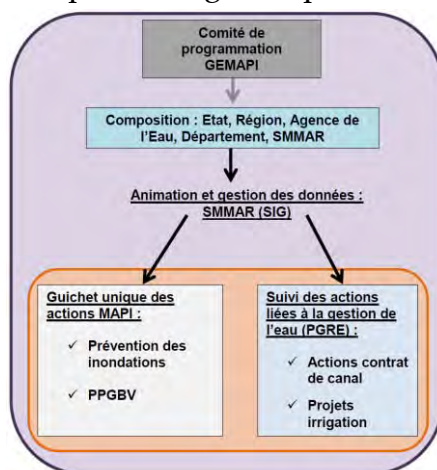 Comité de
programmation
GEMAPI
Composition : Etat, Région, Agence de
l'Eau, Département, SMMAR
Animation et gestion des données :
SMMAR (SIG)
Guichet unique des
actions MAPI :
✓ Prévention des
inondations
✓ PPGBV
Suivi des actions
liées à la gestion de
l'eau (PGRE) :
✓ Actions contrat
de canal
✓ Projets
irrigation